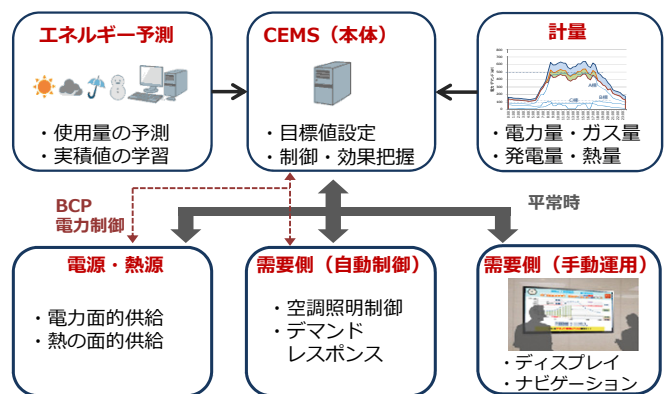 エネルギー予測
・使用量の予測
・実績値の学習
CEMS（本体）
・目標値設定
・制御・効果把握
計量
・電力量・ガス量
・発電量・熱量
BCP
電力制御
平常時
電源・熱源
・電力面的供給
・熱の面的供給
需要側（自動制御）
・空調照明制御
・デマンド
レスポンス
需要側（手動運用）
・ディスプレイ
・ナビゲーション